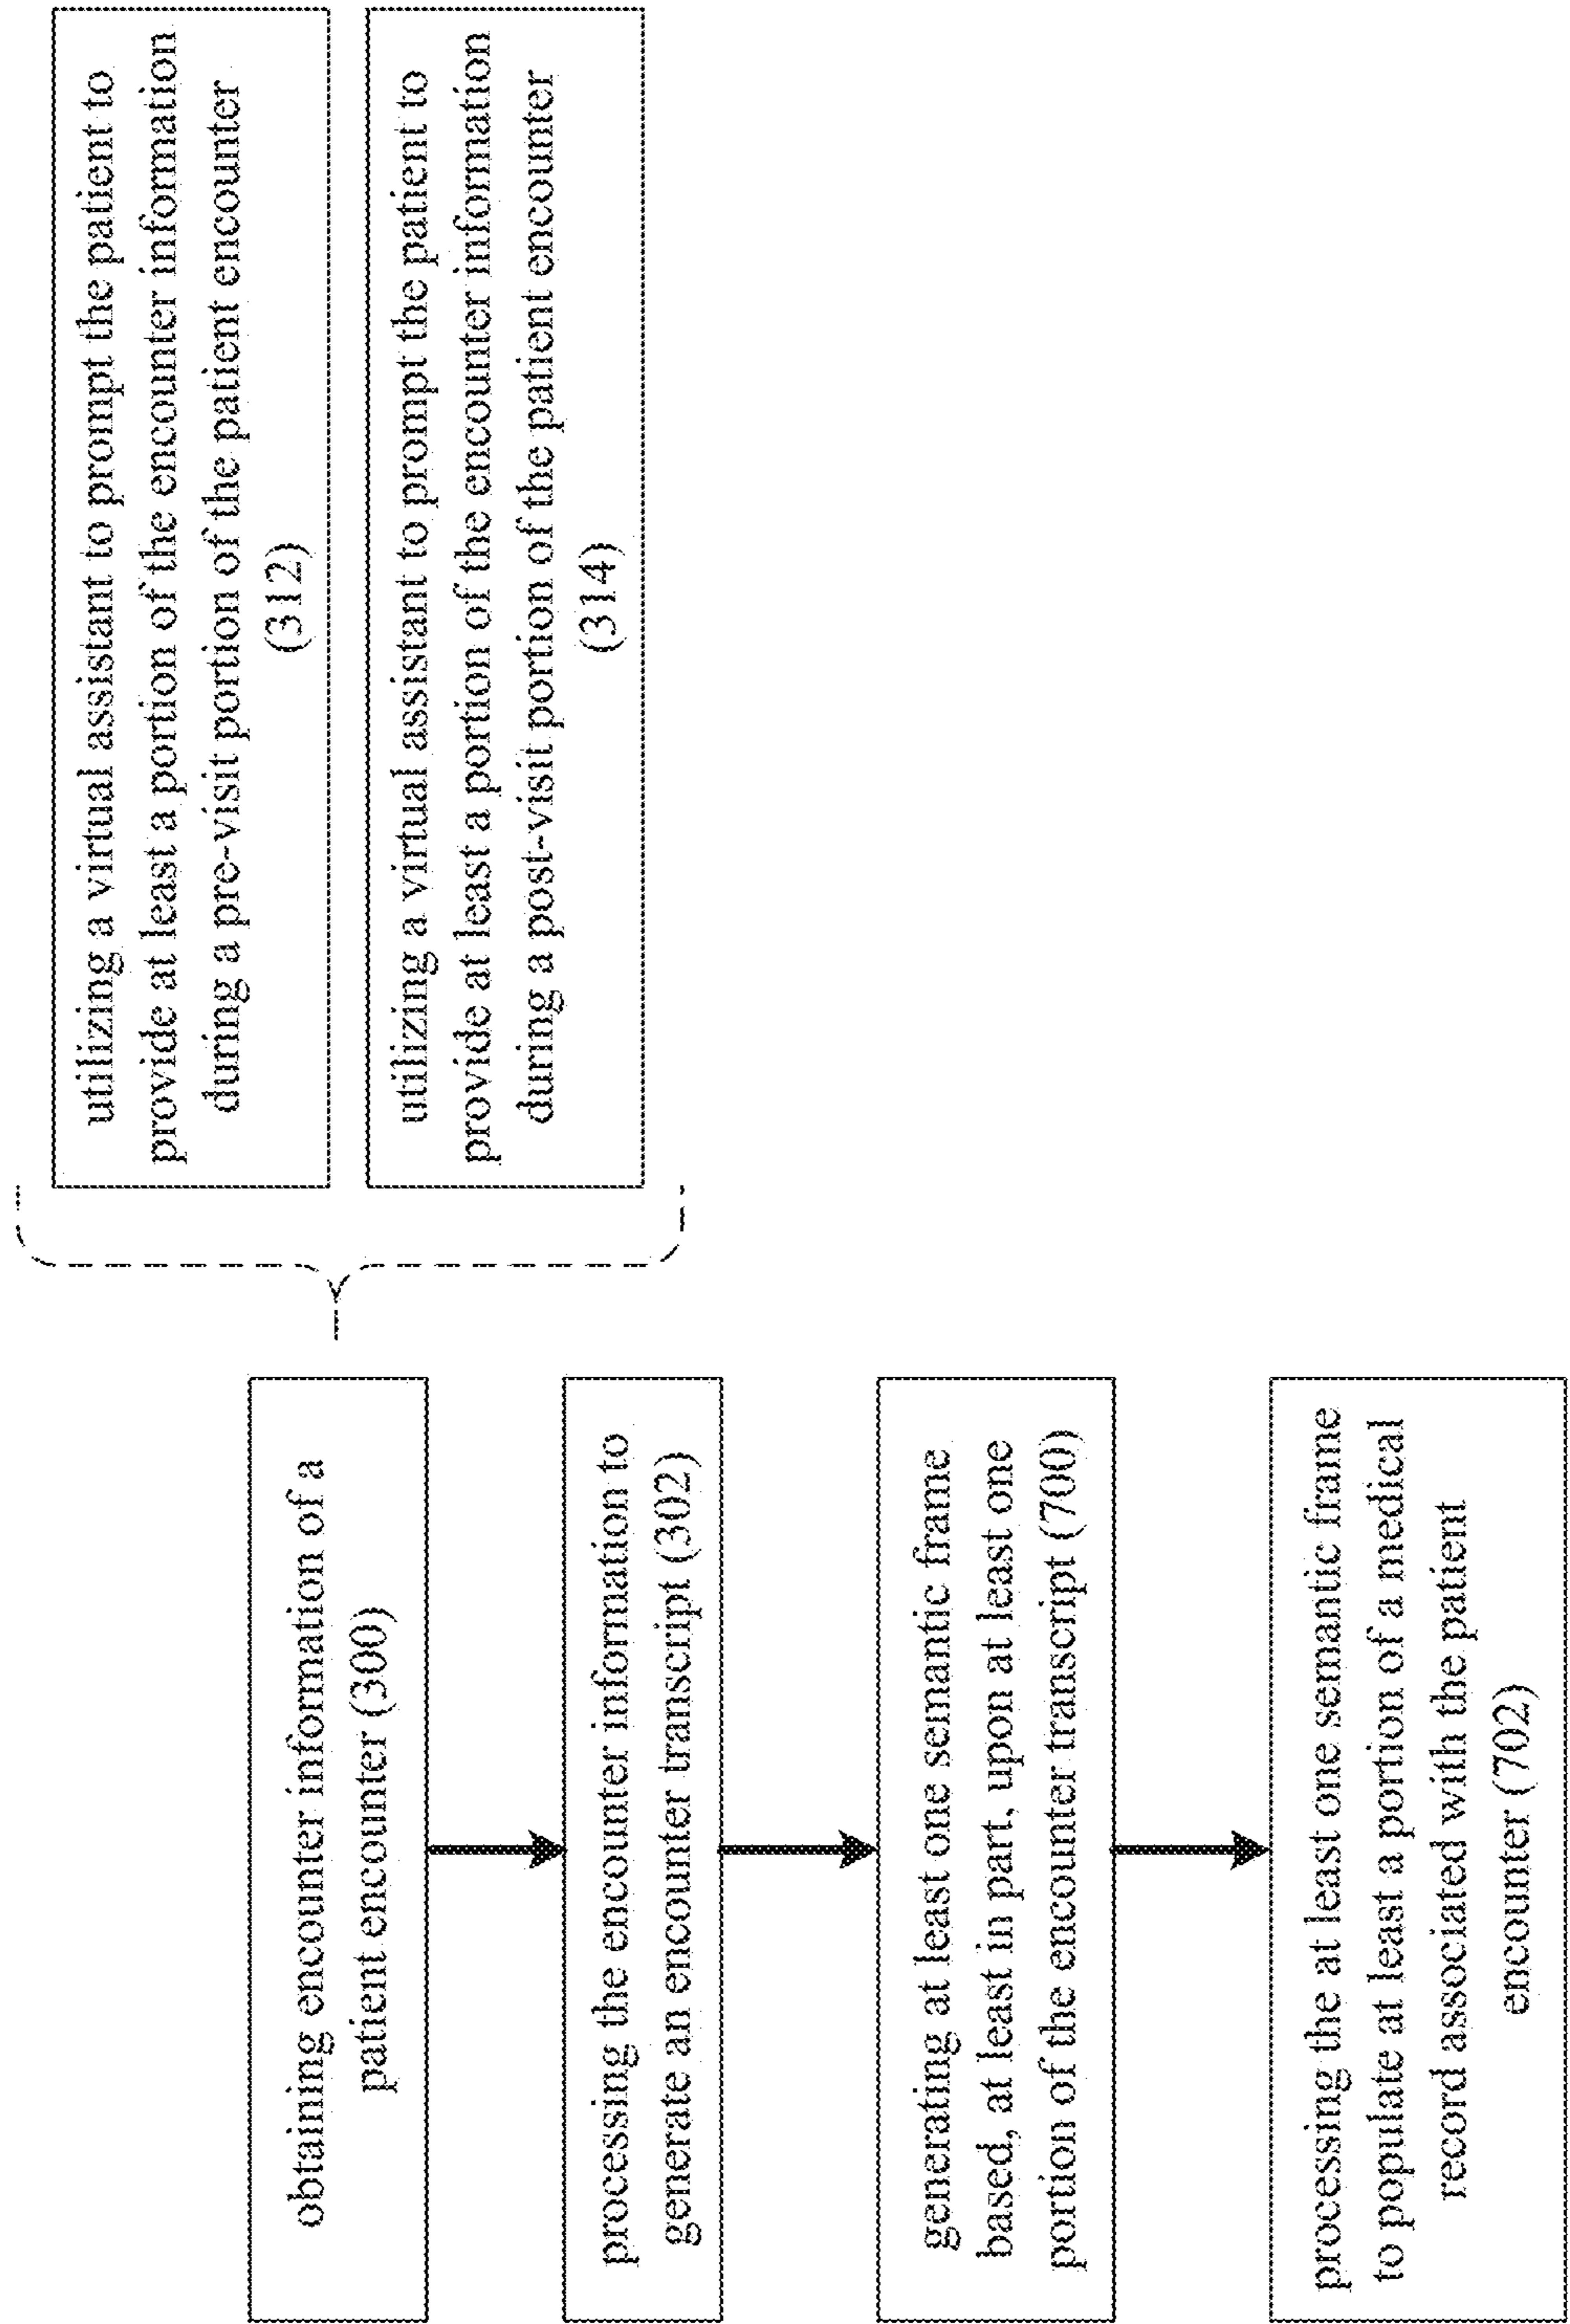 obtaining encounter information of a
patient encounter (300)
utilizing a virtual assistant to prompt the patient to
provide at least a portion of the encounter information
during a pre-visit portion of the patient encounter
(312)
utilizing a virtual assistant to prompt the patient to
provide at least a portion of the encounter information
during a post-visit portion of the patient encounter
(314)
processing the encounter information to
generate an encounter transcript (302)
generating at least one semantic frame
based, at least in part, upon at least one
portion of the encounter transcript (700)
processing the at least one semantic frame
to populate at least a portion of a medical
record associated with the patient
encounter (702)